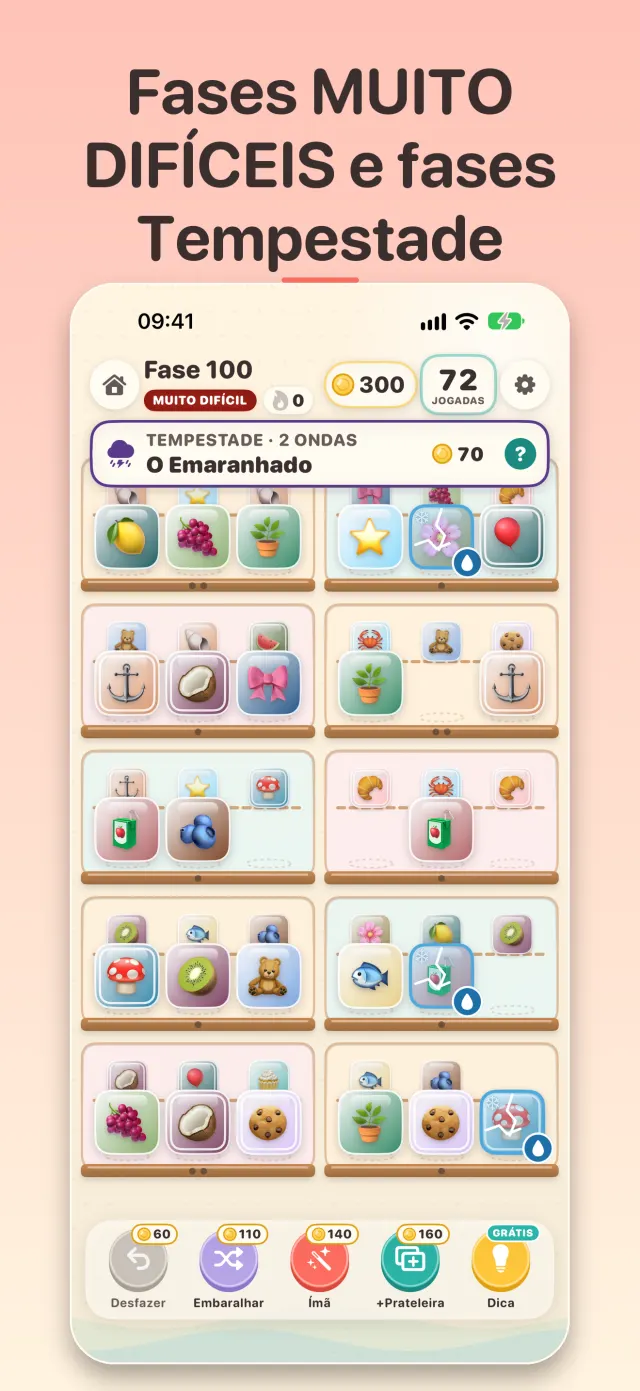 Fases MUITO
DIFÍCEIS e fases
Tempestade
09:41
Fase 100
MUITO DIFÍCIL
0
300
72
JOGADAS
TEMPESTADE · 2 ONDAS
O Emaranhado
70
?
60
110
140
160
GRÁTIS
Desfazer
Embaralhar
Ímã
+Prateleira
Dica